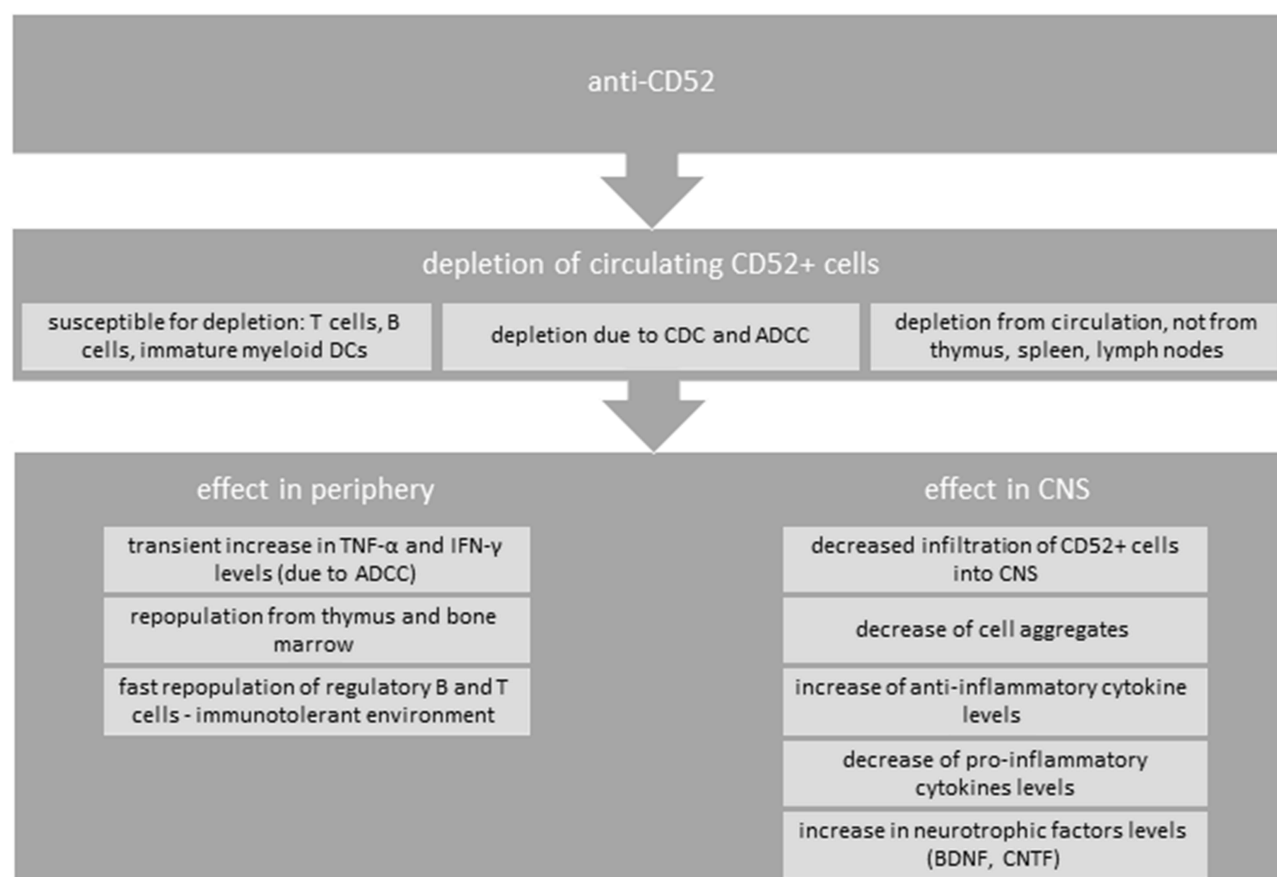 anti-CD52
depletion of circulating CD52+ cells
susceptible for depletion: T cells, B
cells, immature myeloid DCs
depletion due to CDC and ADCC
depletion from circulation, not from
thymus, spleen, lymph nodes
effect in periphery
transient increase in TNF-α and IFN-γ
levels (due to ADCC)
repopulation from thymus and bone
marrow
fast repopulation of regulatory B and T
cells - immunotolerant environment
effect in CNS
decreased infiltration of CD52+ cells
into CNS
decrease of cell aggregates
increase of anti-inflammatory cytokine
levels
decrease of pro-inflammatory
cytokines levels
increase in neurotrophic factors levels
(BDNF, CNTF)